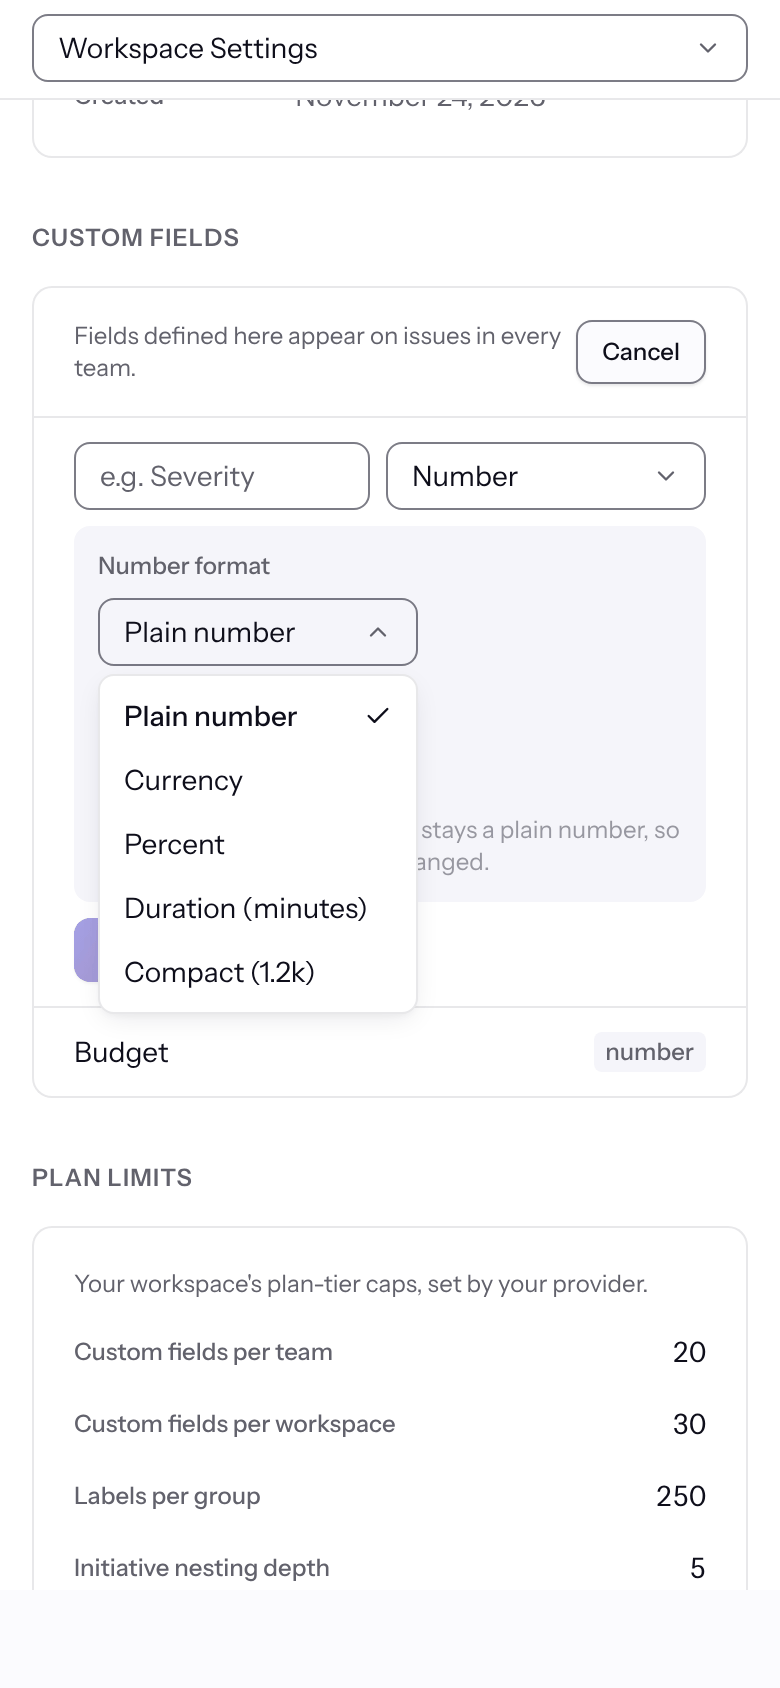 Workspace Settings
CUSTOM FIELDS
Fields defined here appear on issues in every
team.
Cancel
e.g. Severity
Number
Number format
Plain number
Plain number
Currency
Percent
Duration (minutes)
Compact (1.2k)
stays a plain number, so
Budget
number
PLAN LIMITS
Your workspace's plan-tier caps, set by your provider.
Custom fields per team
20
Custom fields per workspace
30
Labels per group
250
Initiative nesting depth
5